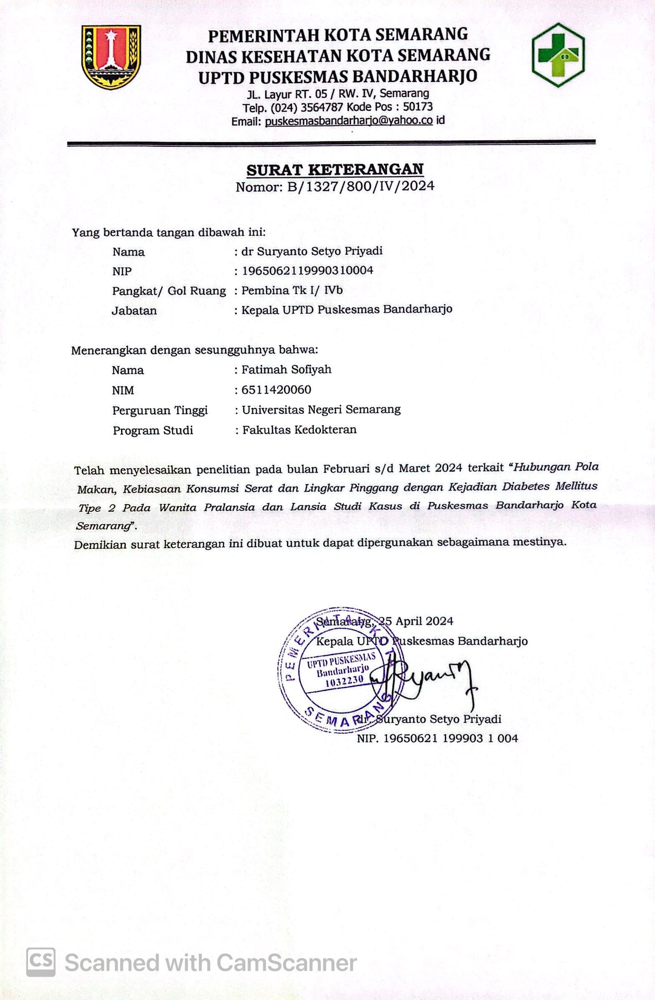 PEMERINTAH KOTA SEMARANG
DINAS KESEHATAN KOTA SEMARANG
UPTD PUSKESMAS BANDARHARJO
JL. Layur RT. 05 / RW. IV, Semarang
Telp. (024) 3564787 Kode Pos : 50173
Email: puskesmasbandarharjo@yahoo.co id
SURAT KETERANGAN
Nomor: B/1327/800/IV/2024
Yang bertanda tangan dibawah ini:
Nama : dr Suryanto Setyo Priyadi
NIP : 1965062119990310004
Pangkat/ Gol Ruang : Pembina Tk I/ IVb
Jabatan : Kepala UPTD Puskesmas Bandarharjo
Menerangkan dengan sesungguhnya bahwa:
Nama : Fatimah Sofiyah
NIM : 6511420060
Perguruan Tinggi : Universitas Negeri Semarang
Program Studi : Fakultas Kedokteran
Telah menyelesaikan penelitian pada bulan Februari s/d Maret 2024 terkait “Hubungan Pola
Makan, Kebiasaan Konsumsi Serat dan Lingkar Pinggang dengan Kejadian Diabetes Mellitus
Tipe 2 Pada Wanita Pralansia dan Lansia Studi Kasus di Puskesmas Bandarharjo Kota
Semarang”.
Demikian surat keterangan ini dibuat untuk dapat dipergunakan sebagaimana mestinya.
Semarang, 25 April 2024
Kepala UPTD Puskesmas Bandarharjo
PEMERINTAH KOTA
UPTD PUSKESMAS
Bandarharjo
1032230
SEMARANG
dr. Suryanto Setyo Priyadi
NIP. 19650621 199903 1 004
CS Scanned with CamScanner